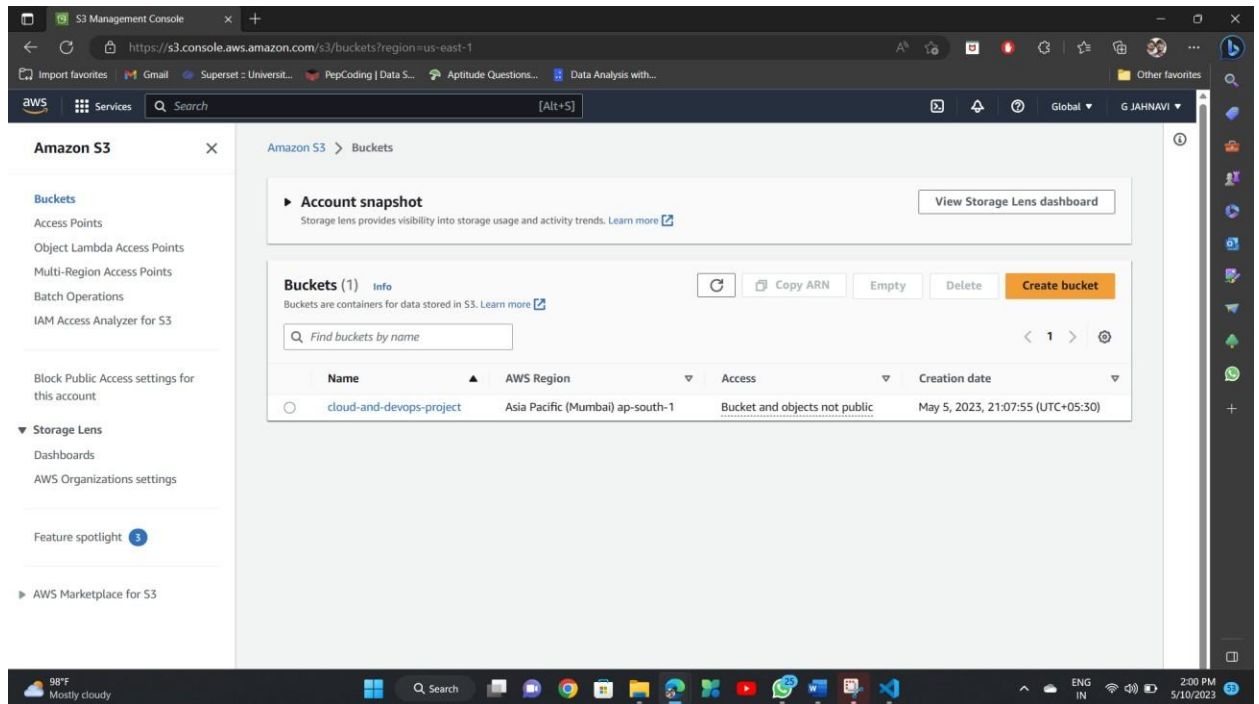 S3 Management Console
https://s3.console.aws.amazon.com/s3/buckets?region=us-east-1
Import favorites
Gmail
Superset :: Universit...
PepCoding | Data S...
Aptitude Questions...
Data Analysis with...
Other favorites
aws
Services
Search
[Alt+S]
Global
G JAHNAVI
Amazon S3
Buckets
Access Points
Object Lambda Access Points
Multi-Region Access Points
Batch Operations
IAM Access Analyzer for S3
Block Public Access settings for
this account
Storage Lens
Dashboards
AWS Organizations settings
Feature spotlight 3
AWS Marketplace for S3
Amazon S3 > Buckets
Account snapshot
Storage lens provides visibility into storage usage and activity trends. Learn more
View Storage Lens dashboard
Buckets (1) Info
Buckets are containers for data stored in S3. Learn more
Copy ARN
Empty
Delete
Create bucket
Find buckets by name
1
Name AWS Region Access Creation date
cloud-and-devops-project Asia Pacific (Mumbai) ap-south-1 Bucket and objects not public May 5, 2023, 21:07:55 (UTC+05:30)
98°F
Mostly cloudy
Search
25
ENG
IN
2:00 PM
5/10/2023
53